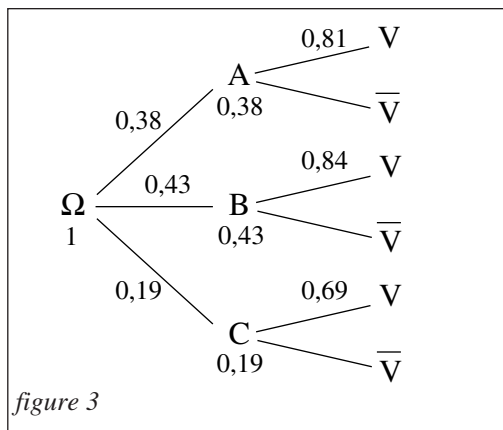 0,81 V
A
0,38
0,38 V̅
0,43 0,84 V
Ω B
1 0,43 V̅
0,19 0,69 V
C
0,19 V̅
figure 3